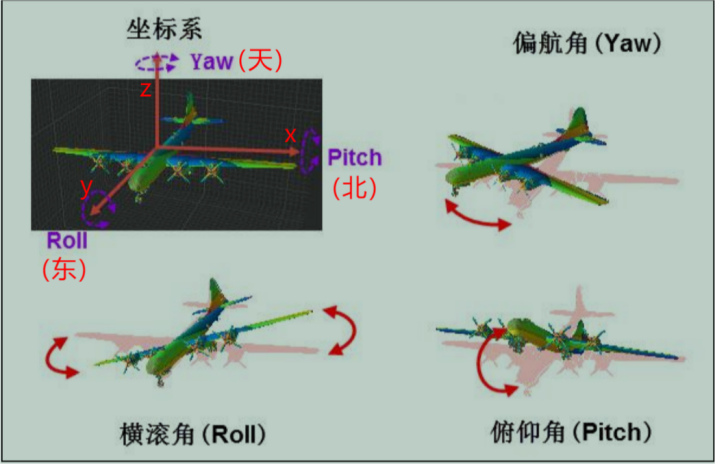 坐标系
Yaw(天)
z
x
Pitch
(北)
y
Roll
(东)
偏航角(Yaw)
横滚角(Roll)
俯仰角(Pitch)